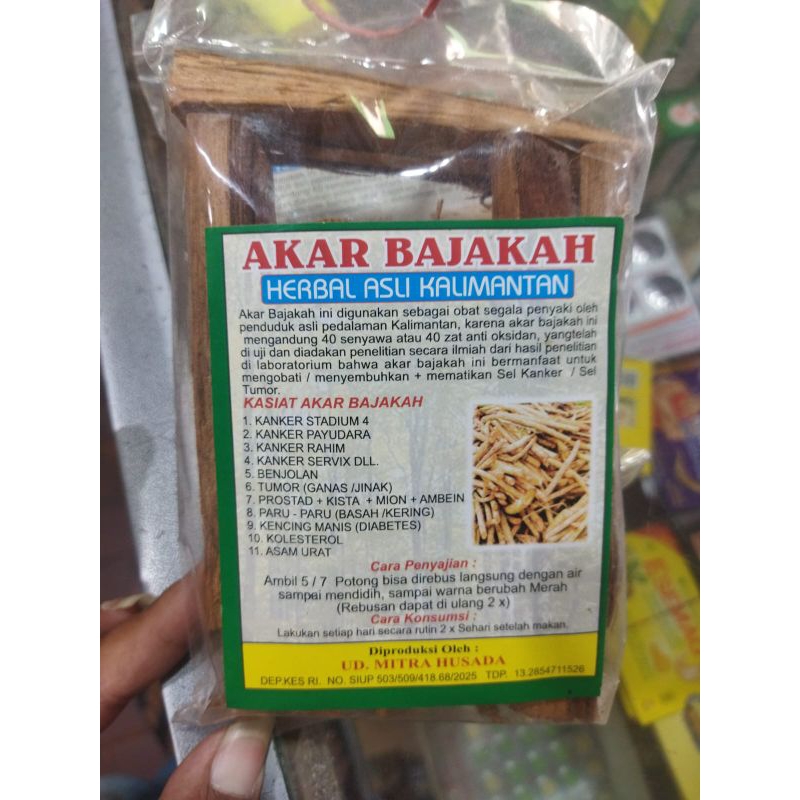 AKAR BAJAKAH
HERBAL ASLI KALIMANTAN
Akar Bajakah ini digunakan sebagai obat segala penyaki oleh
penduduk asli pedalaman Kalimantan, karena akar bajakah ini
mengandung 40 senyawa atau 40 zat anti oksidan, yangtelah
di uji dan diadakan penelitian secara ilmiah dari hasil penelitian
di laboratorium bahwa akar bajakah ini bermanfaat untuk
mengobati / menyembuhkan + mematikan Sel Kanker / Sel
Tumor.
KASIAT AKAR BAJAKAH
1. KANKER STADIUM 4
2. KANKER PAYUDARA
3. KANKER RAHIM
4. KANKER SERVIX DLL.
5. BENJOLAN
6. TUMOR (GANAS /JINAK)
7. PROSTAD + KISTA + MION + AMBEIN
8. PARU - PARU (BASAH /KERING)
9. KENCING MANIS (DIABETES)
10. KOLESTEROL
11. ASAM URAT
Cara Penyajian :
Ambil 5 / 7 Potong bisa direbus langsung dengan air
sampai mendidih, sampai warna berubah Merah
(Rebusan dapat di ulang 2 x)
Cara Konsumsi :
Lakukan setiap hari secara rutin 2 x Sehari setelah makan.
Diproduksi Oleh :
UD. MITRA HUSADA
DEP.KES RI. NO. SIUP 503/509/418.68/2025 TDP. 13.2854711526